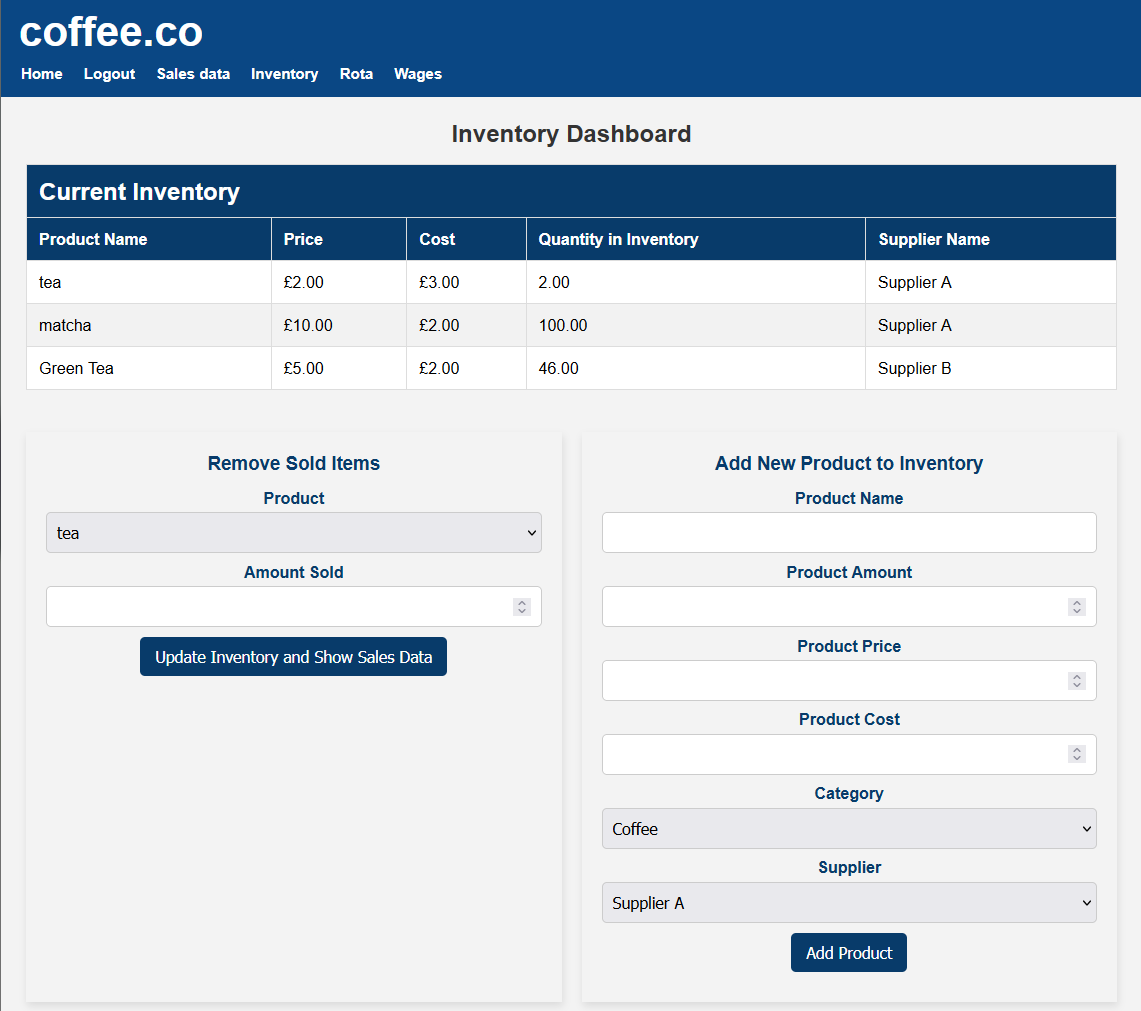 coffee.co
Home Logout Sales data Inventory Rota Wages
Inventory Dashboard
Current Inventory
Product Name Price Cost Quantity in Inventory Supplier Name
tea £2.00 £3.00 2.00 Supplier A
matcha £10.00 £2.00 100.00 Supplier A
Green Tea £5.00 £2.00 46.00 Supplier B
Remove Sold Items
Product
tea
Amount Sold
Update Inventory and Show Sales Data
Add New Product to Inventory
Product Name
Product Amount
Product Price
Product Cost
Category
Coffee
Supplier
Supplier A
Add Product